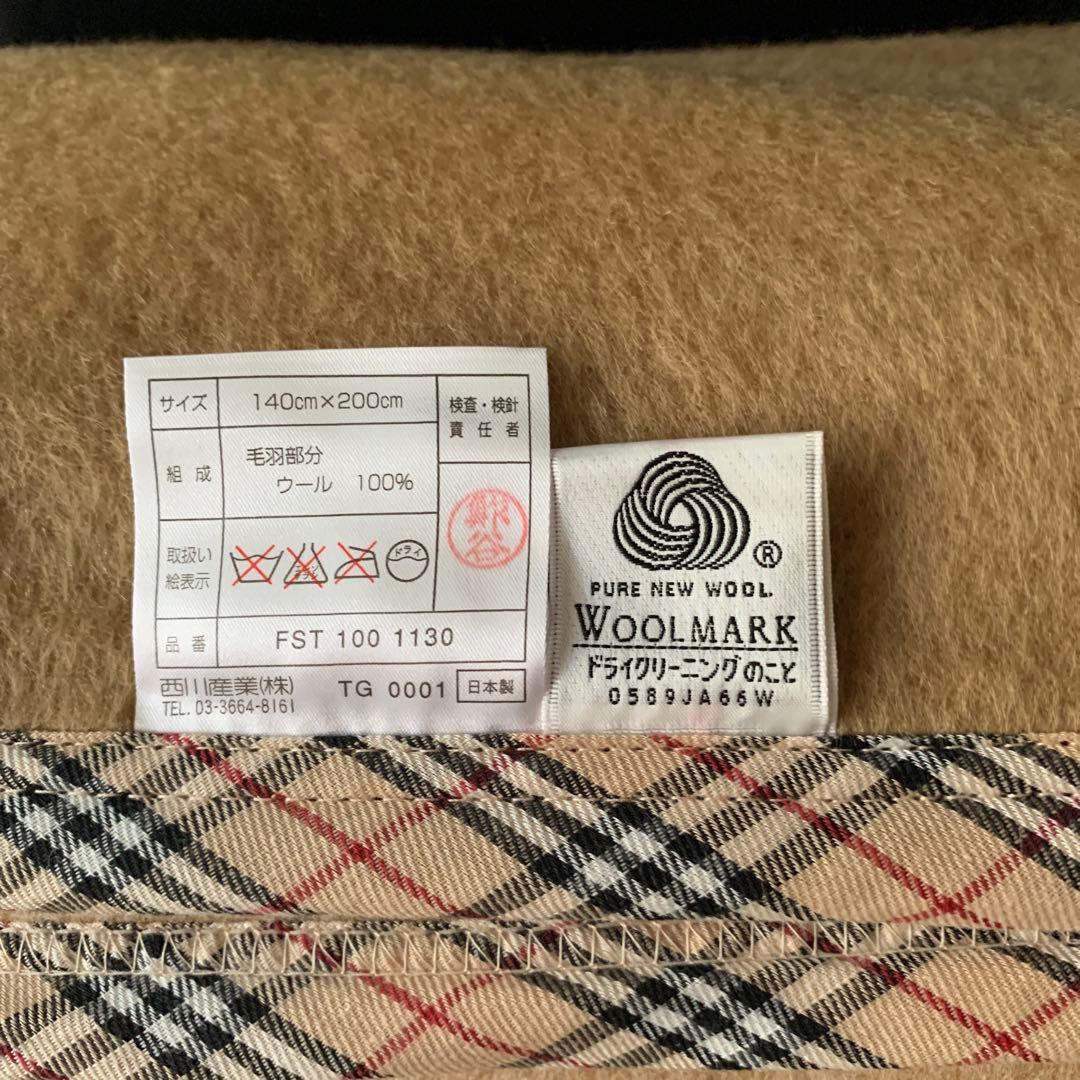 サイズ
140cm×200cm
検査・検針
責任者
組成
毛羽部分
ウール 100%
取扱い
絵表示
ドライ
品番
FST 100 1130
西川産業(株)
TG 0001
日本製
TEL. 03-3664-8161
PURE NEW WOOL.
WOOLMARK
ドライクリーニングのこと
0589JA66W
®